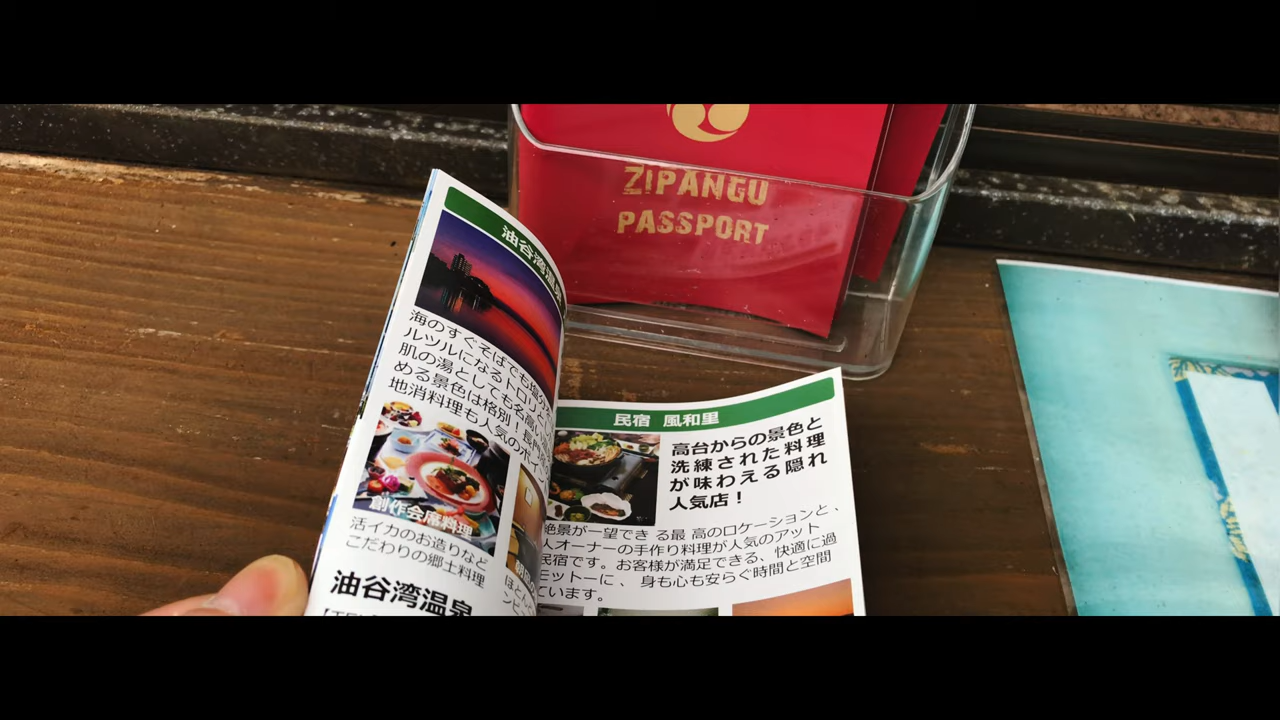 ZIPANGU
PASSPORT
油谷湾温泉
海のすぐそばでも
ルツルになるトロリ
肌の湯としても名高
める景色は格別！長門
地消料理も人気の
創作会席料理
活イカのお造りなど
こだわりの郷土料理
油谷湾温泉
民宿 風和里
高台からの景色と
洗練された料理
が味わえる隠れ
人気店！
絶景が一望でき る最 高のロケーションと、
人オーナーの手作り料理が人気のアット
民宿です。お客様が満足できる、快適に過
モットーに 、 身も心も安らぐ時間と空間
ています。